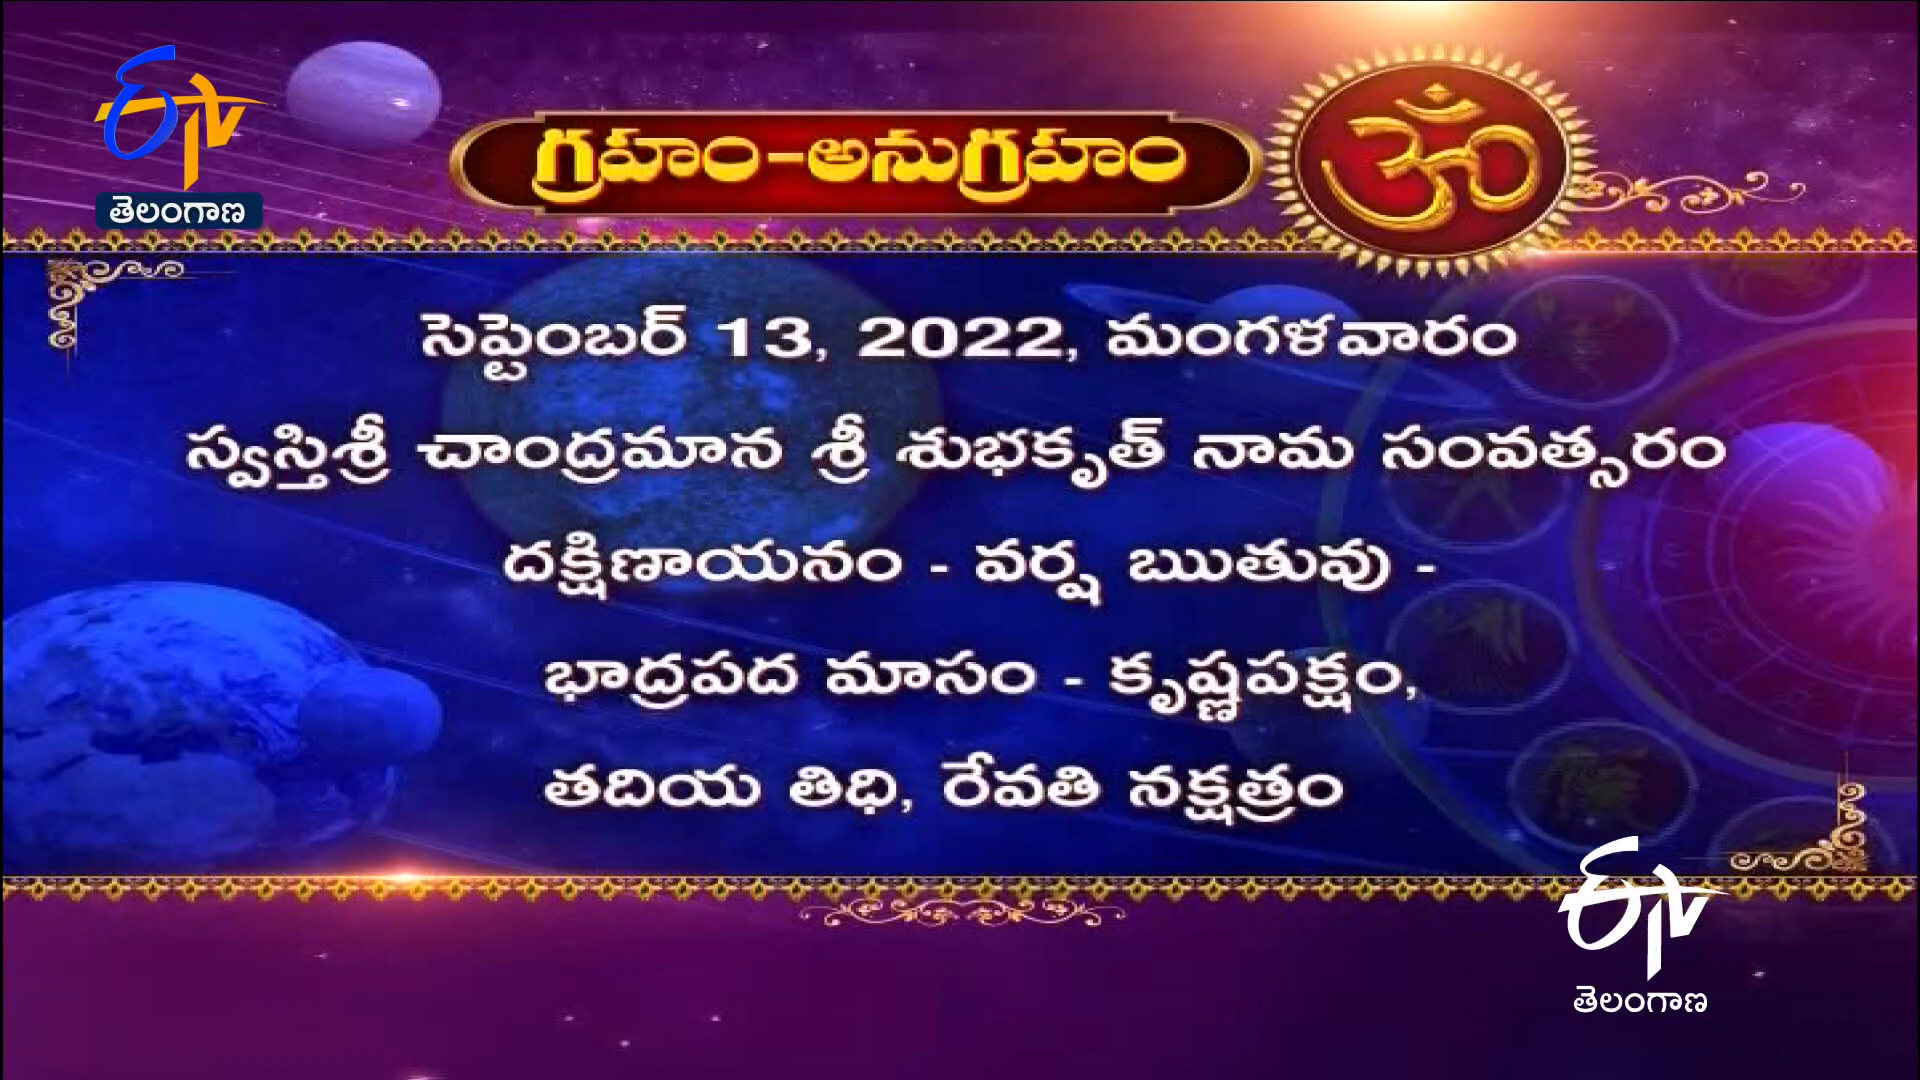 ETV
తెలంగాణ
గ్రహం-అనుగ్రహం
ॐ
సెప్టెంబర్ 13, 2022, మంగళవారం
స్వస్తిశ్రీ చాంద్రమాన శ్రీ శుభకృత్ నామ సంవత్సరం
దక్షిణాయనం - వర్ష ఋతువు -
భాద్రపద మాసం - కృష్ణపక్షం,
తదియ తిధి, రేవతి నక్షత్రం
ETV
తెలంగాణ